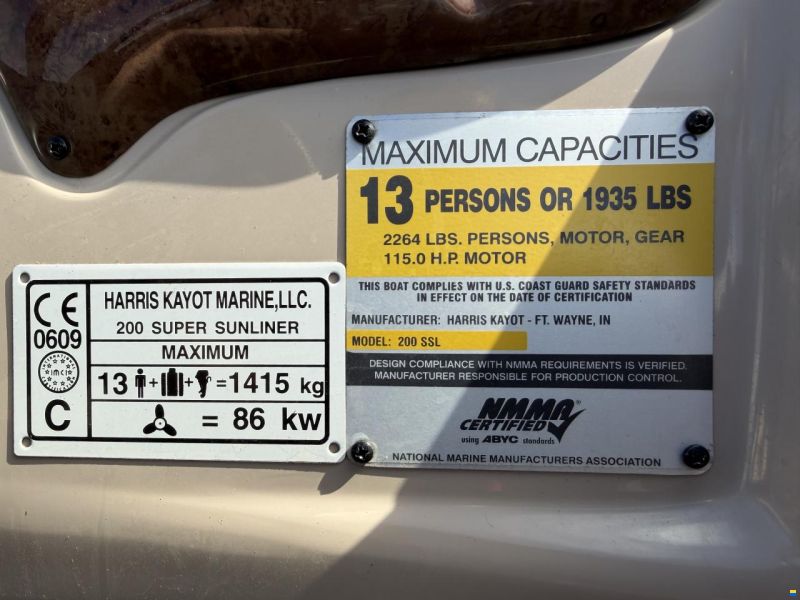 MAXIMUM CAPACITIES
13 PERSONS OR 1935 LBS
2264 LBS. PERSONS, MOTOR, GEAR
115.0 H.P. MOTOR
THIS BOAT COMPLIES WITH U.S. COAST GUARD SAFETY STANDARDS
IN EFFECT ON THE DATE OF CERTIFICATION
MANUFACTURER: HARRIS KAYOT - FT. WAYNE, IN
MODEL: 200 SSL
DESIGN COMPLIANCE WITH NMMA REQUIREMENTS IS VERIFIED.
MANUFACTURER RESPONSIBLE FOR PRODUCTION CONTROL.
NMMA®
CERTIFIED
using ABYC standards
NATIONAL MARINE MANUFACTURERS ASSOCIATION
CE
0609
INTERNATIONAL
IMCI
C
HARRIS KAYOT MARINE,LLC.
200 SUPER SUNLINER
MAXIMUM
13 + + = 1415 kg
= 86 kw